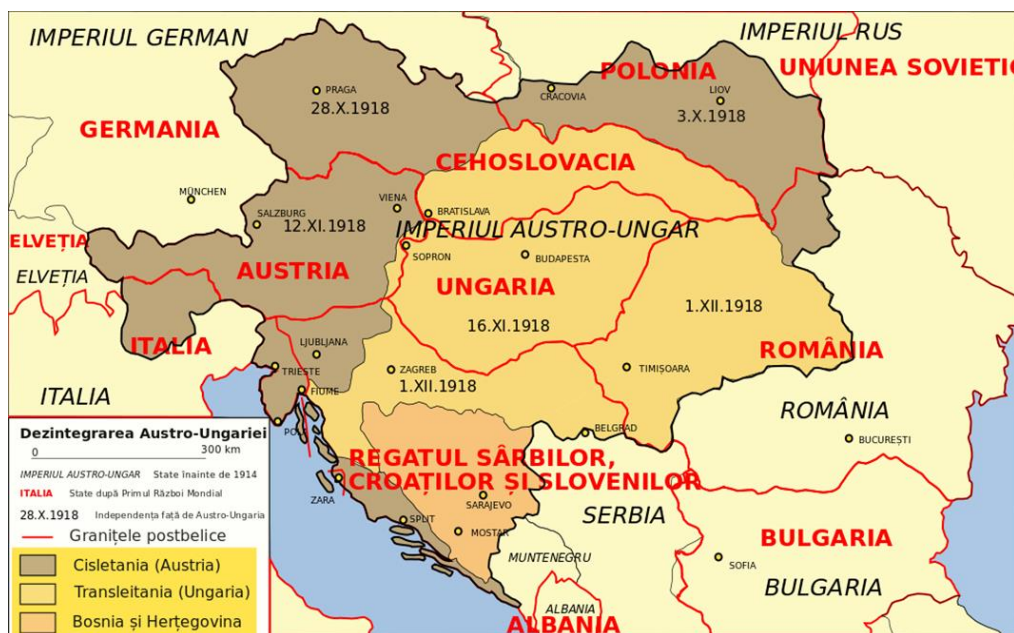 IMPERIUL GERMAN
IMPERIUL RUS
POLONIA
UNIUNEA SOVIETIC
PRAGA
28.X.1918
CRACOVIA
LIOV
3.X.1918
GERMANIA
CEHOSLOVACIA
MÜNCHEN
SALZBURG
VIENA
12.XI.1918
BRATISLAVA
IMPERIUL AUSTRO-UNGAR
ELVEȚIA
ELVEȚIA
SOPRON
BUDAPESTA
AUSTRIA
UNGARIA
1.XII.1918
16.XI.1918
ITALIA
LJUBLJANA
ROMÂNIA
TRIESTE
ZAGREB
1.XII.1918
TIMIȘOARA
FIUME
ITALIA
ROMÂNIA
POLA
BELGRAD
BUCUREȘTI
REGATUL SÂRBILOR,
CROAȚILOR ȘI SLOVENILOR
ZARA
SARAJEVO
SERBIA
SPLIT
MOSTAR
MUNTENEGRU
BULGARIA
SOFIA
BULGARIA
ALBANIA
ALBANIA
Dezintegrarea Austro-Ungariei
0 300 km
IMPERIUL AUSTRO-UNGAR State înainte de 1914
ITALIA State după Primul Război Mondial
28.X.1918 Independența față de Austro-Ungaria
Granițele postbelice
Cisletania (Austria)
Transleitania (Ungaria)
Bosnia și Herțegovina